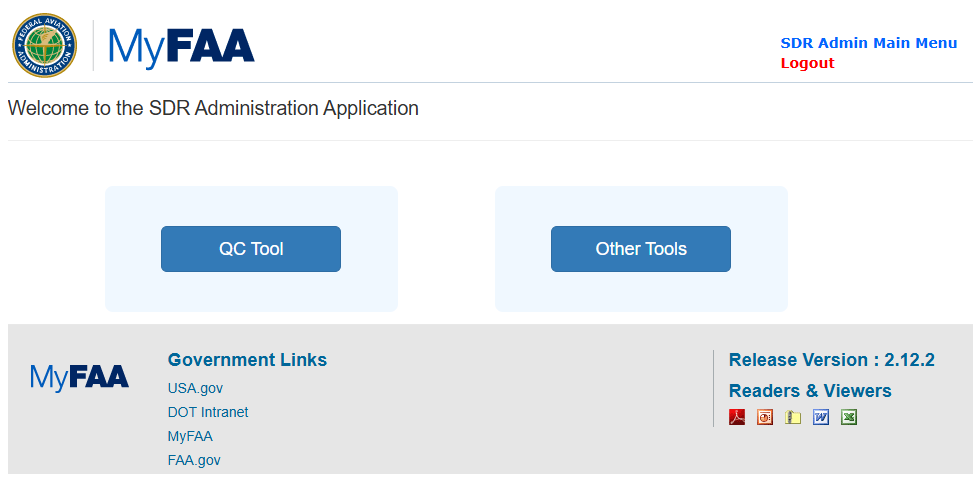 FEDERAL AVIATION
ADMINISTRATION
MyFAA
SDR Admin Main Menu
Logout
Welcome to the SDR Administration Application
QC Tool
Other Tools
MyFAA
Government Links
USA.gov
DOT Intranet
MyFAA
FAA.gov
Release Version : 2.12.2
Readers & Viewers